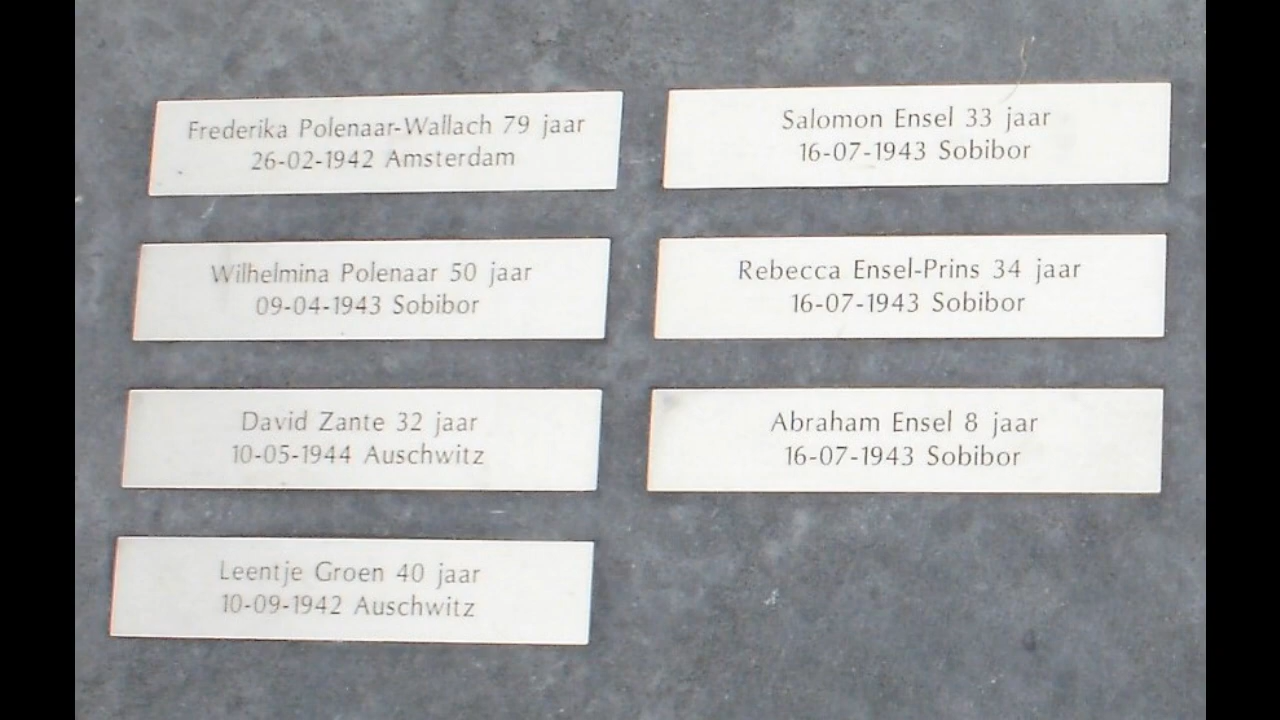 Frederika Polenaar-Wallach 79 jaar
26-02-1942 Amsterdam
Wilhelmina Polenaar 50 jaar
09-04-1943 Sobibor
David Zante 32 jaar
10-05-1944 Auschwitz
Leentje Groen 40 jaar
10-09-1942 Auschwitz
Salomon Ensel 33 jaar
16-07-1943 Sobibor
Rebecca Ensel-Prins 34 jaar
16-07-1943 Sobibor
Abraham Ensel 8 jaar
16-07-1943 Sobibor